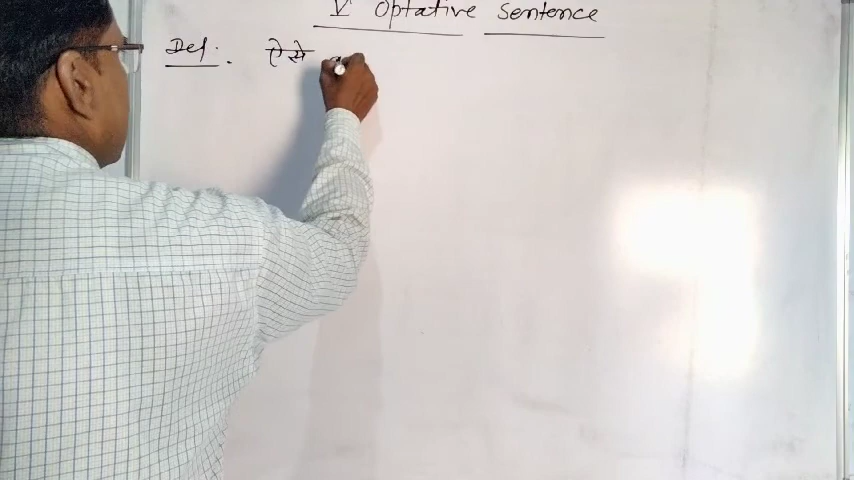 V Optative Sentence
Def. ऐसे